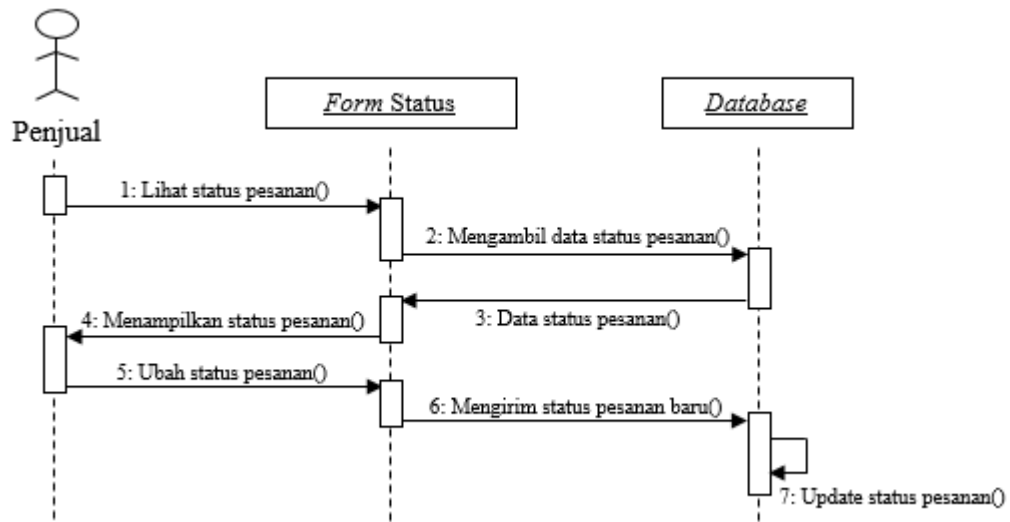 Form Status
Database
Penjual
1: Lihat status pesanan()
2: Mengambil data status pesanan()
3: Data status pesanan()
4: Menampilkan status pesanan()
5: Ubah status pesanan()
6: Mengirim status pesanan baru()
7: Update status pesanan()